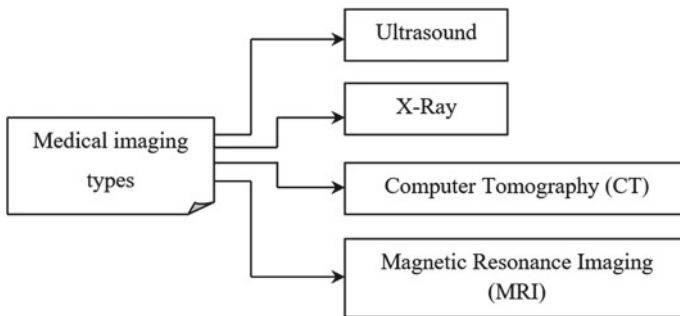 Medical imaging
types
Ultrasound
X-Ray
Computer Tomography (CT)
Magnetic Resonance Imaging
(MRI)